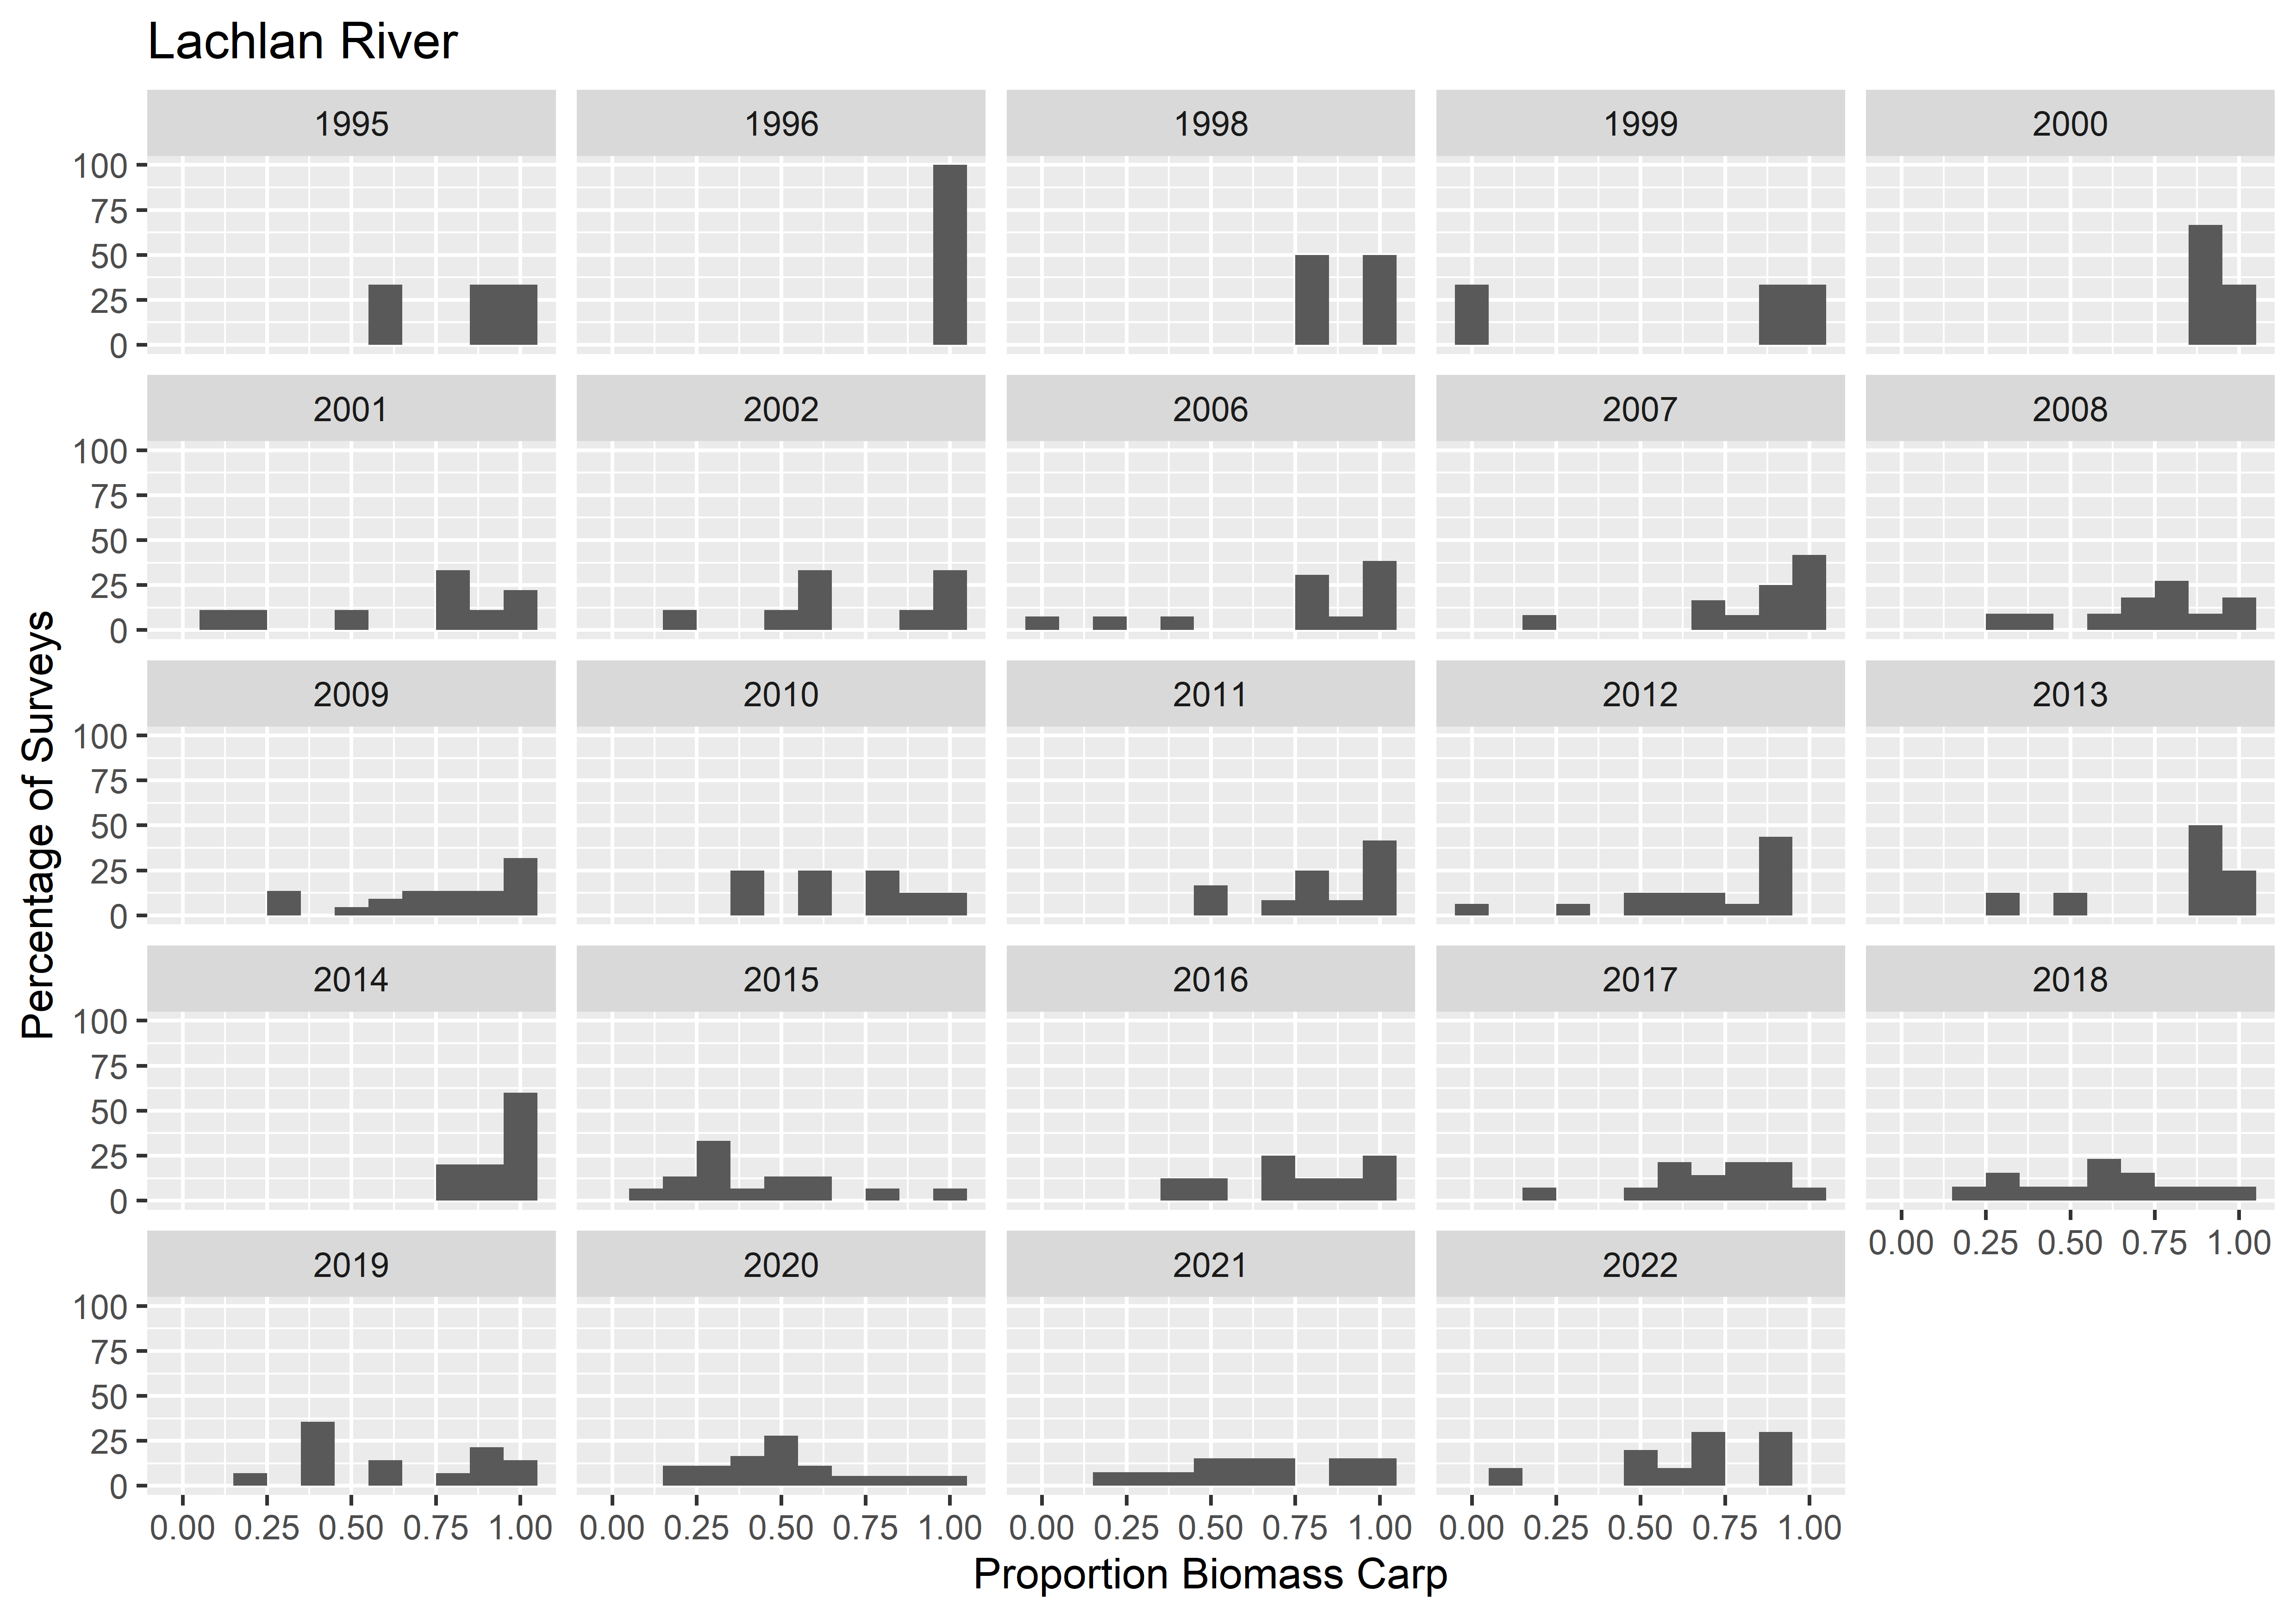 Lachlan River
1995 1996 1998 1999 2000
100
75
50
25
0
2001 2002 2006 2007 2008
100
75
50
25
0
2009 2010 2011 2012 2013
100
75
50
25
0
2014 2015 2016 2017 2018
100
75
50
25
0
0.00 0.25 0.50 0.75 1.00
2019 2020 2021 2022
100
75
50
25
0
0.00 0.25 0.50 0.75 1.00 0.00 0.25 0.50 0.75 1.00 0.00 0.25 0.50 0.75 1.00 0.00 0.25 0.50 0.75 1.00
Proportion Biomass Carp
Percentage of Surveys